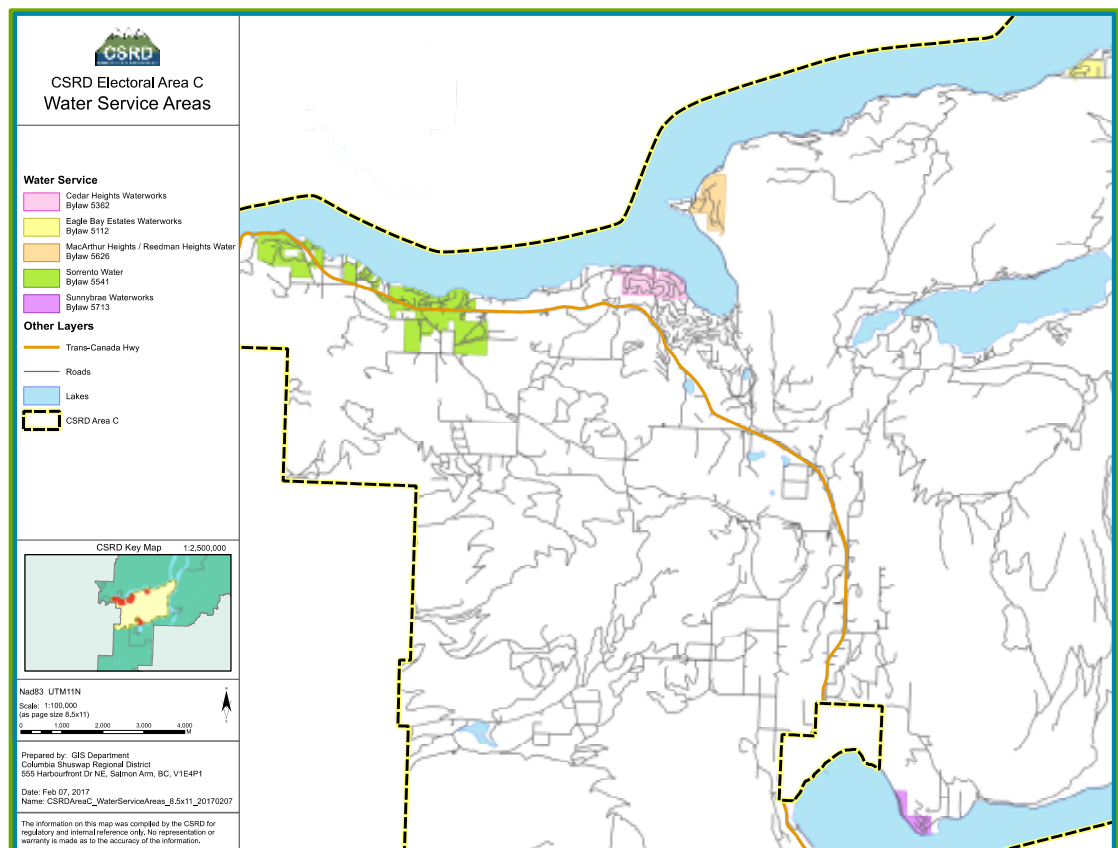 CSRD
CSRD Electoral Area C
Water Service Areas
Water Service
Cedar Heights Waterworks
Bylaw 5362
Eagle Bay Estates Waterworks
Bylaw 5112
MacArthur Heights / Reedman Heights Water
Bylaw 5626
Sorrento Water
Bylaw 5541
Sunnybrae Waterworks
Bylaw 5713
Other Layers
Trans-Canada Hwy
Roads
Lakes
CSRD Area C
CSRD Key Map 1:2,500,000
Nad83 UTM11N
Scale: 1:100,000
(as page size 8.5x11)
0 1,000 2,000 3,000 4,000
M
Prepared by: GIS Department
Columbia Shuswap Regional District
555 Harbourfront Dr NE, Salmon Arm, BC, V1E4P1
Date: Feb 07, 2017
Name: CSRDAreaC_WaterServiceAreas_8.5x11_20170207
The information on this map was compiled by the CSRD for
regulatory and internal reference only. No representation or
warranty is made as to the accuracy of the information.